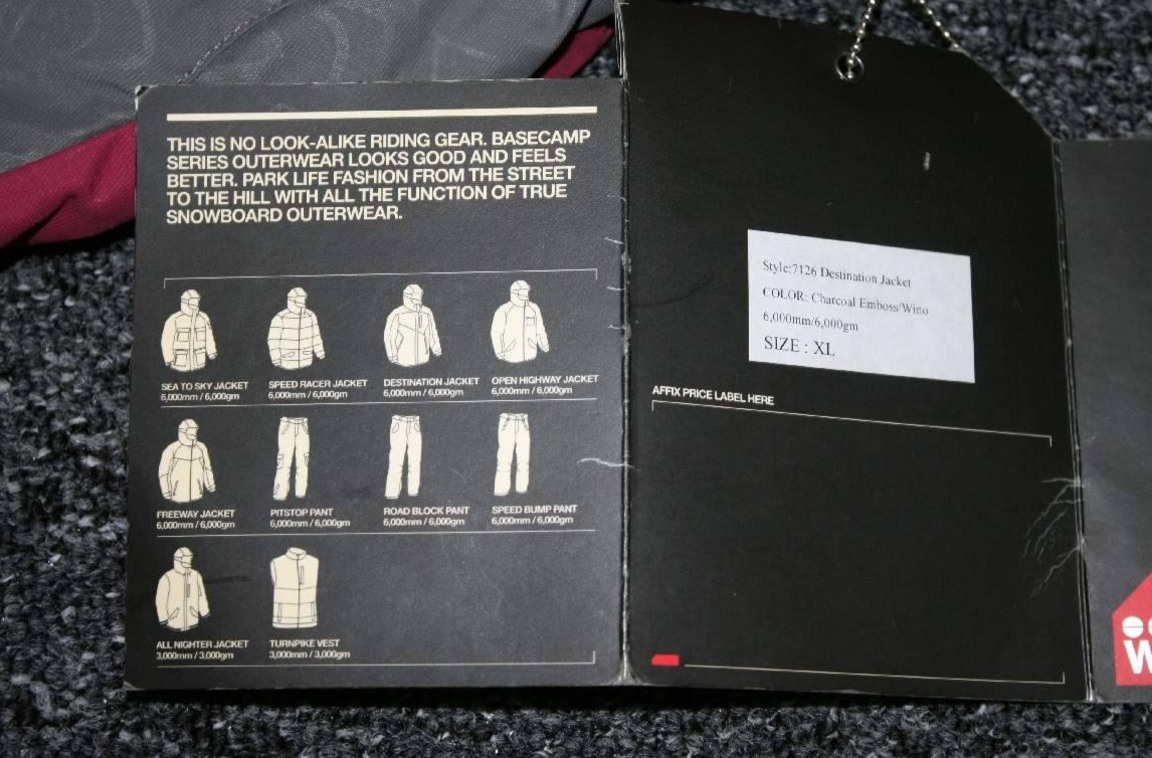 THIS IS NO LOOK-ALIKE RIDING GEAR. BASECAMP
SERIES OUTERWEAR LOOKS GOOD AND FEELS
BETTER. PARK LIFE FASHION FROM THE STREET
TO THE HILL WITH ALL THE FUNCTION OF TRUE
SNOWBOARD OUTERWEAR.
SEA TO SKY JACKET
6,000mm / 6,000gm
SPEED RACER JACKET
6,000mm / 6,000gm
DESTINATION JACKET
6,000mm / 6,000gm
OPEN HIGHWAY JACKET
6,000mm / 6,000gm
FREEWAY JACKET
6,000mm / 6,000gm
PITSTOP PANT
6,000mm / 6,000gm
ROAD BLOCK PANT
6,000mm / 6,000gm
SPEED BUMP PANT
6,000mm / 6,000gm
ALL NIGHTER JACKET
3,000mm / 3,000gm
TURNPIKE VEST
3,000mm / 3,000gm
Style:7126 Destination Jacket
COLOR: Charcoal Emboss/Wino
6,000mm/6,000gm
SIZE : XL
AFFIX PRICE LABEL HERE
W